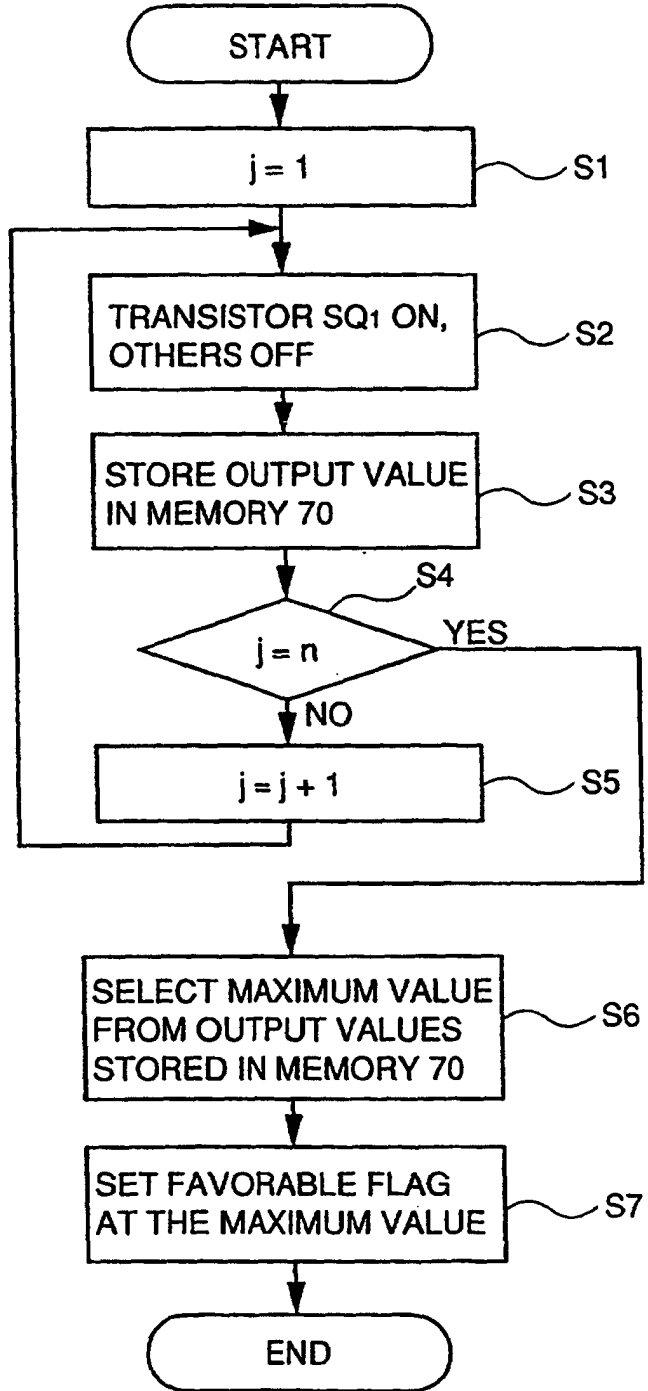 START
j = 1
S1
TRANSISTOR SQ1 ON,
OTHERS OFF
S2
STORE OUTPUT VALUE
IN MEMORY 70
S3
S4
j = n
YES
NO
j = j + 1
S5
SELECT MAXIMUM VALUE
FROM OUTPUT VALUES
STORED IN MEMORY 70
S6
SET FAVORABLE FLAG
AT THE MAXIMUM VALUE
S7
END